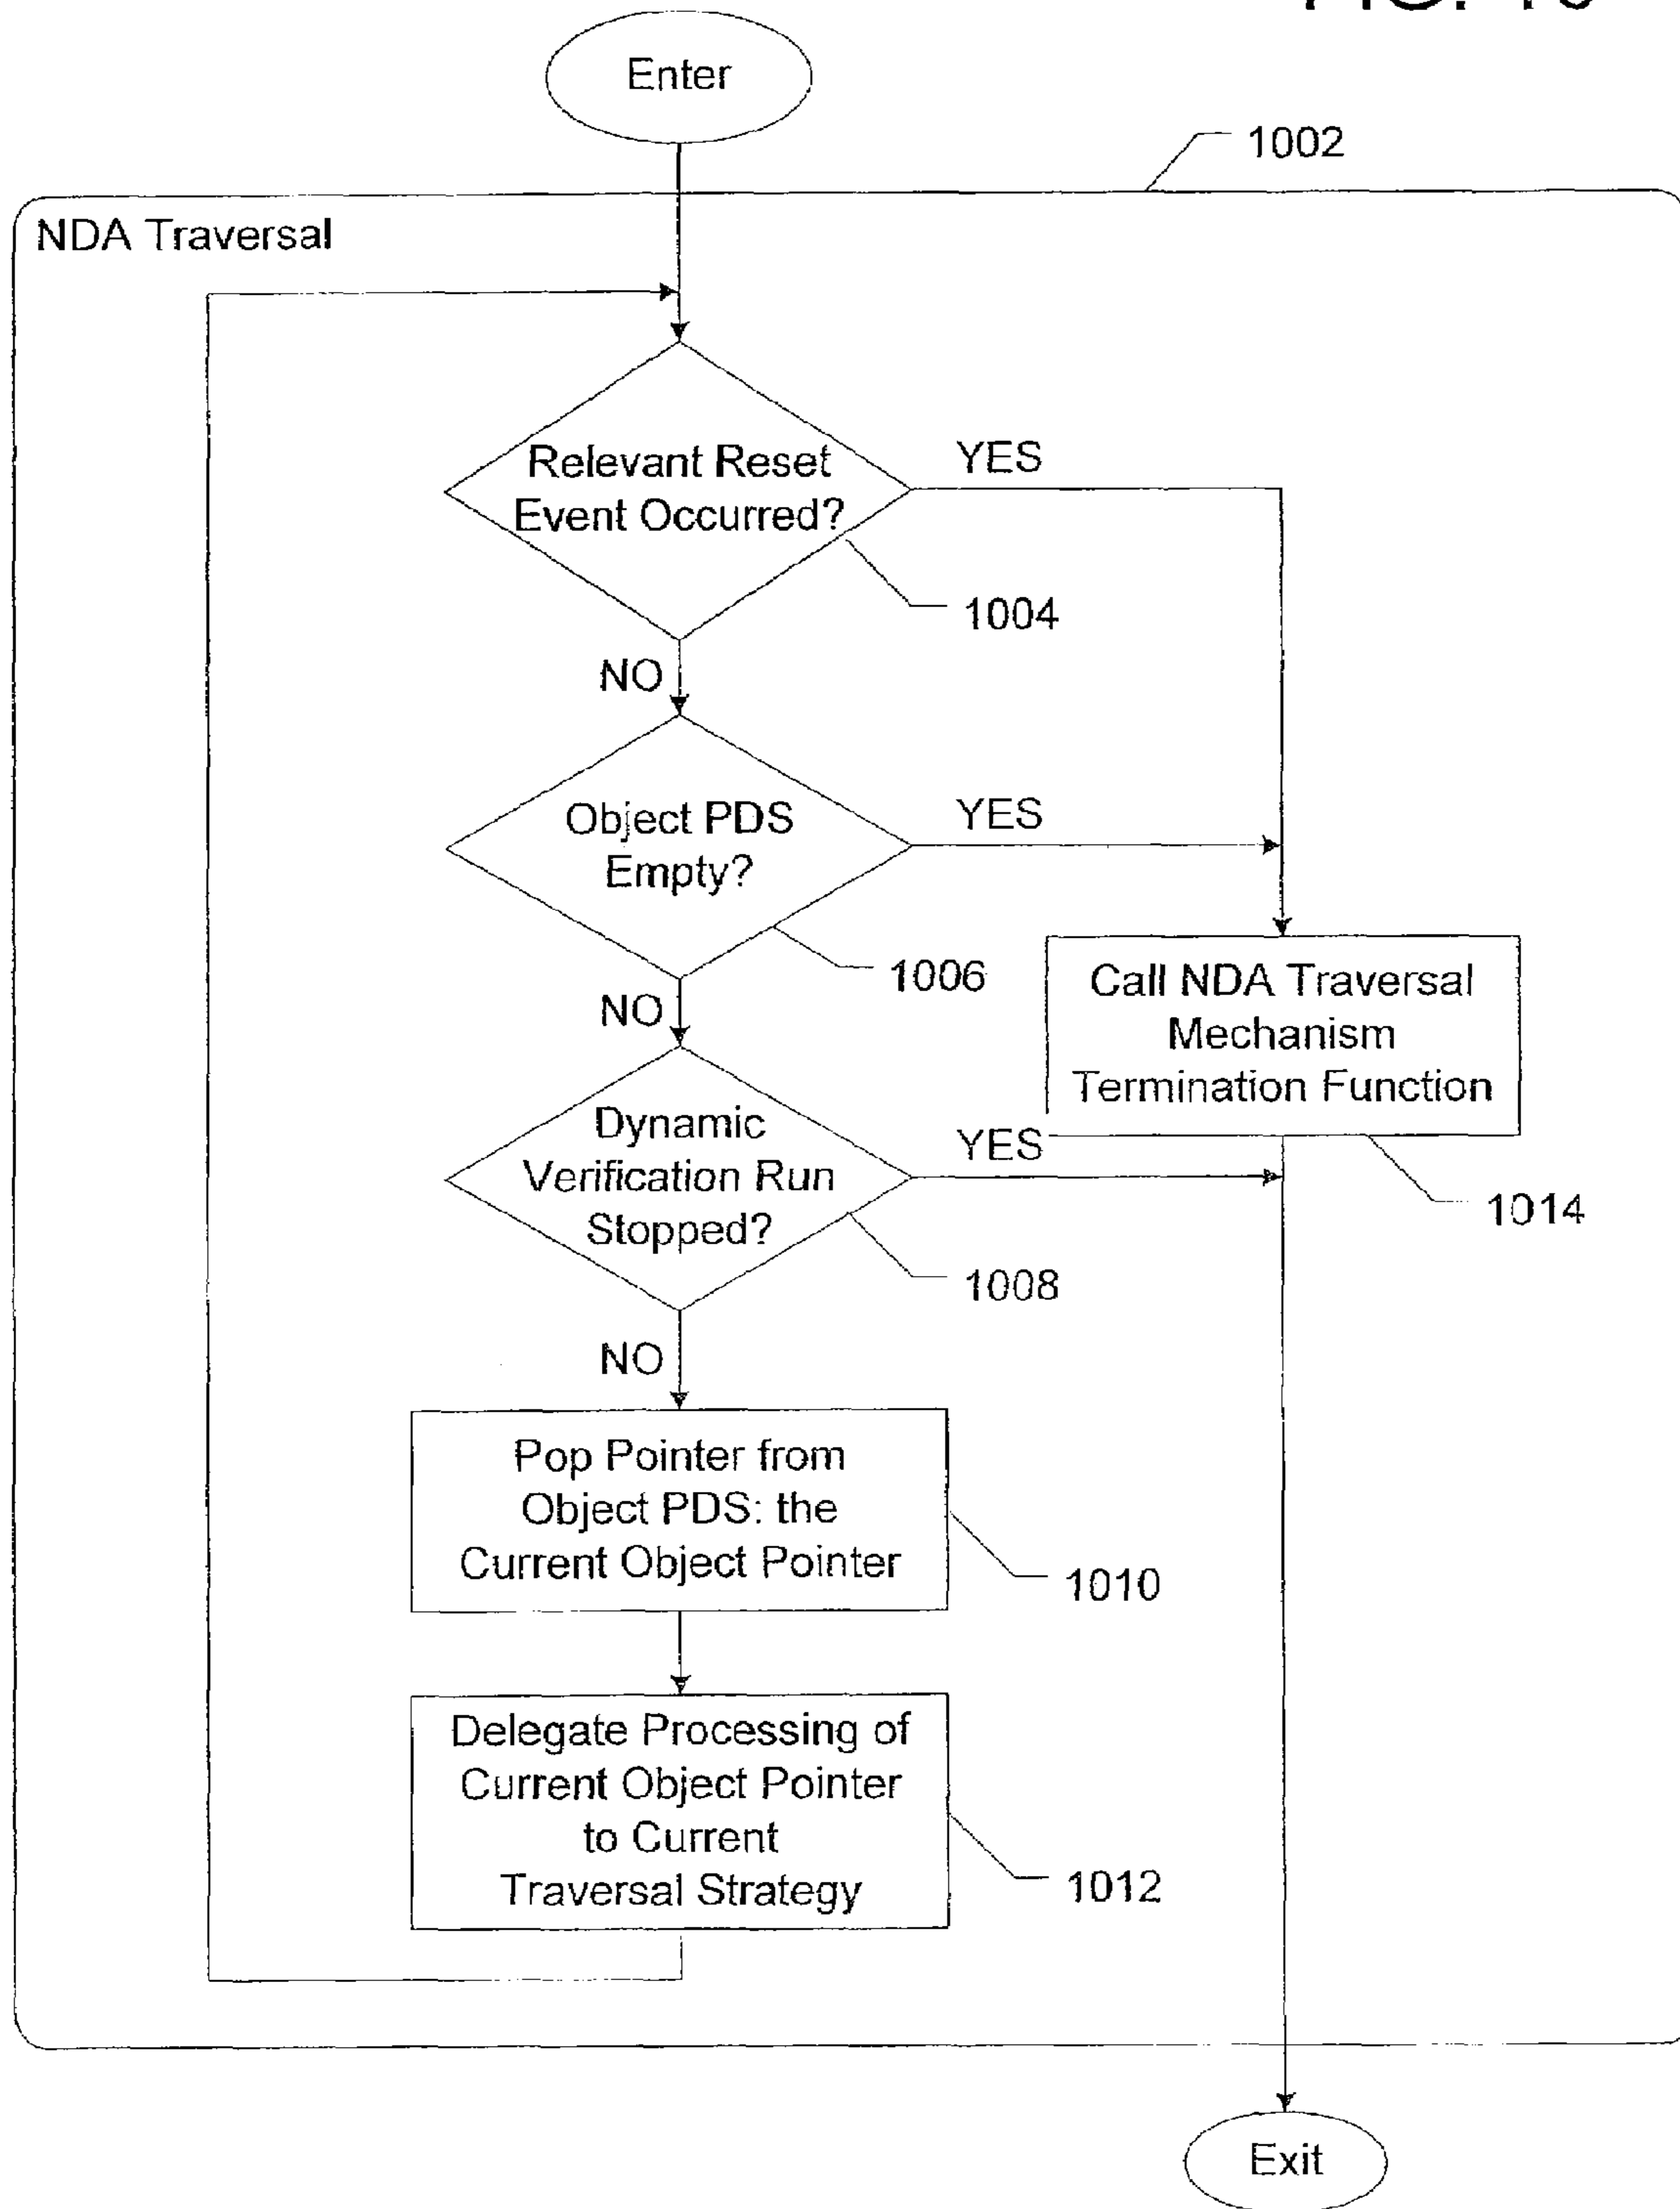 Enter
1002
NDA Traversal
Relevant Reset
Event Occurred?
YES
1004
NO
Object PDS
Empty?
YES
1006
Call NDA Traversal
Mechanism
Termination Function
NO
Dynamic
Verification Run
Stopped?
YES
1014
1008
NO
Pop Pointer from
Object PDS: the
Current Object Pointer
1010
Delegate Processing of
Current Object Pointer
to Current
Traversal Strategy
1012
Exit